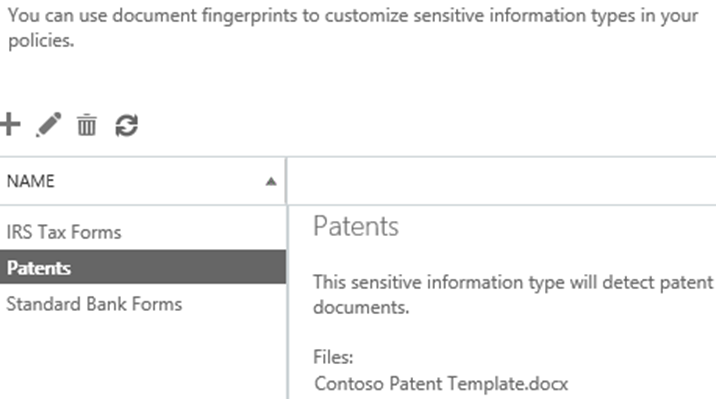 You can use document fingerprints to customize sensitive information types in your
policies.
NAME
IRS Tax Forms
Patents
Standard Bank Forms
Patents
This sensitive information type will detect patent
documents.
Files:
Contoso Patent Template.docx